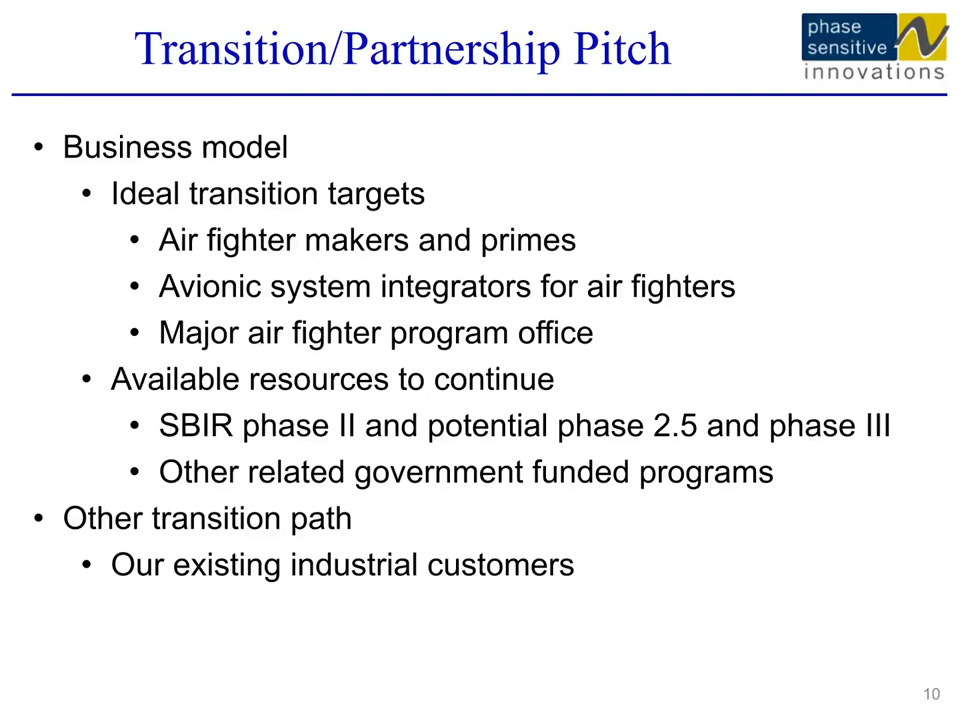 Transition/Partnership Pitch
phase
sensitive
innovations
• Business model
• Ideal transition targets
• Air fighter makers and primes
• Avionic system integrators for air fighters
• Major air fighter program office
• Available resources to continue
• SBIR phase II and potential phase 2.5 and phase III
• Other related government funded programs
• Other transition path
• Our existing industrial customers
10